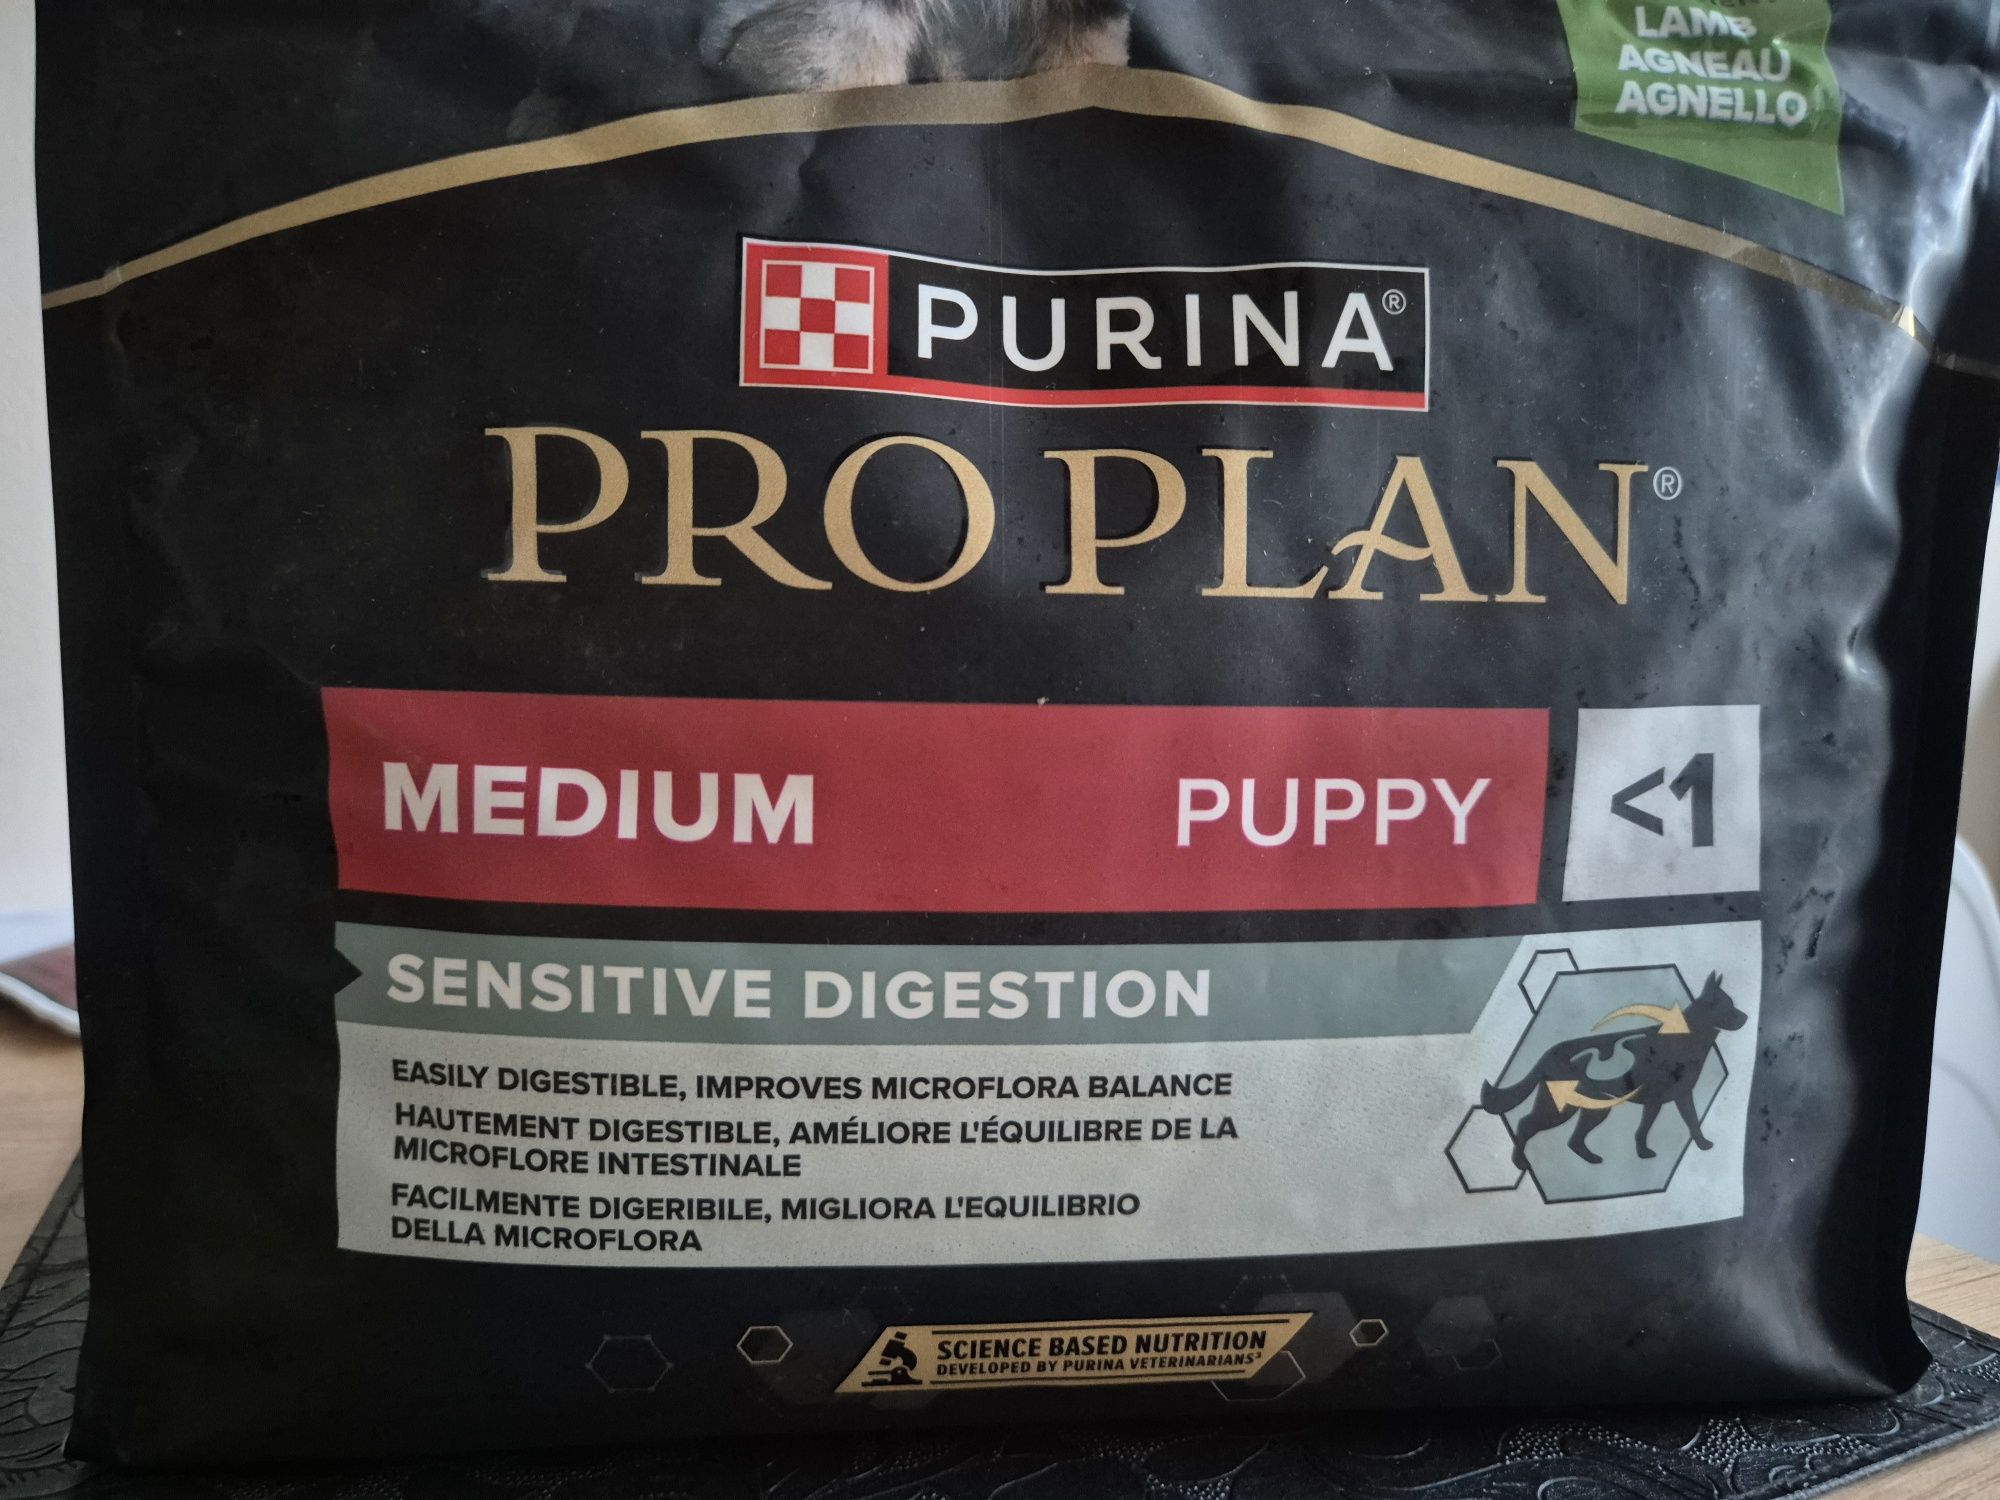 LAMB
AGNEAU
AGNELLO
PURINA®
PRO PLAN®
MEDIUM PUPPY <1
SENSITIVE DIGESTION
EASILY DIGESTIBLE, IMPROVES MICROFLORA BALANCE
HAUTEMENT DIGESTIBLE, AMÉLIORE L'ÉQUILIBRE DE LA
MICROFLORE INTESTINALE
FACILMENTE DIGERIBILE, MIGLIORA L'EQUILIBRIO
DELLA MICROFLORA
SCIENCE BASED NUTRITION
DEVELOPED BY PURINA VETERINARIANS³